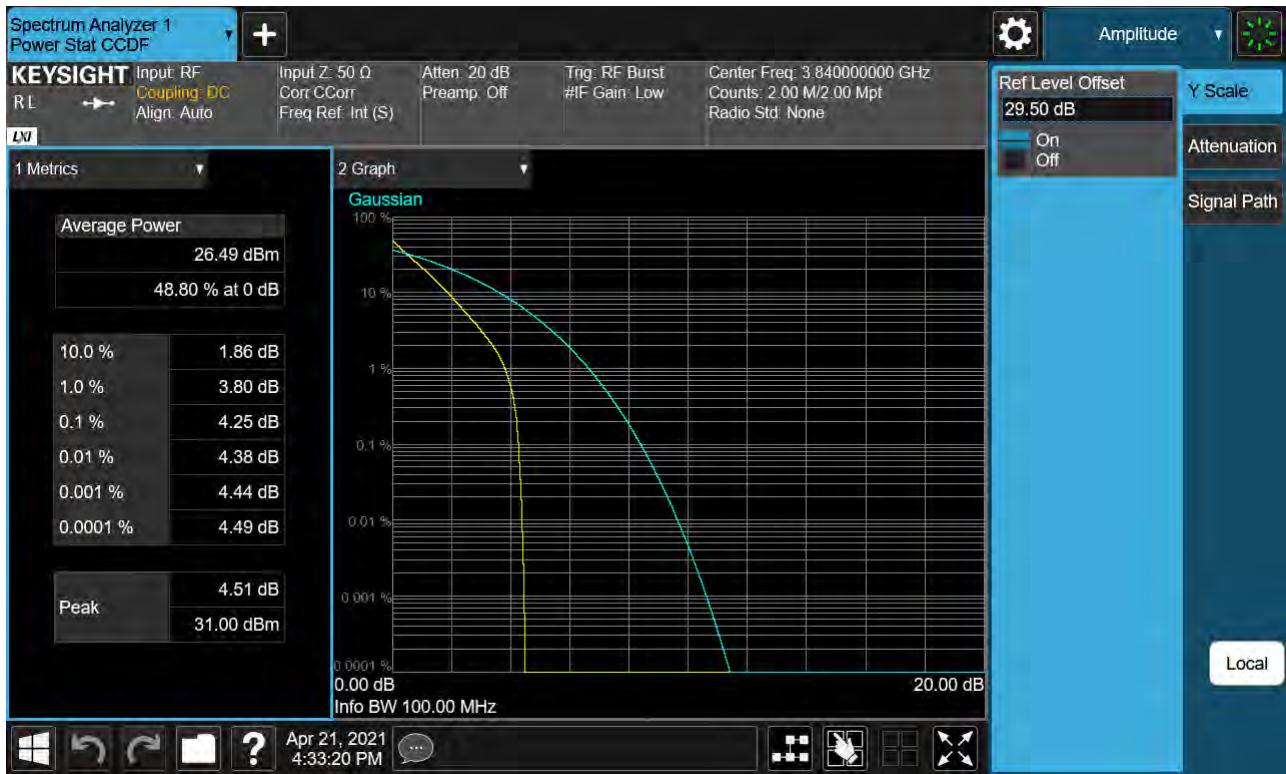 Spectrum Analyzer 1
Power Stat CCDF
+
Amplitude
KEYSIGHT
RL
LXI
Input: RF
Coupling: DC
Align: Auto
Input Z: 50 Ω
Corr CCorr
Freq Ref: Int (S)
Atten: 20 dB
Preamp: Off
Trig: RF Burst
#IF Gain: Low
Center Freq: 3.840000000 GHz
Counts: 2.00 M/2.00 Mpt
Radio Std: None
Ref Level Offset
29.50 dB
On
Off
Y Scale
Attenuation
Signal Path
Local
1 Metrics
Average Power
26.49 dBm
48.80 % at 0 dB
10.0 % 1.86 dB
1.0 % 3.80 dB
0.1 % 4.25 dB
0.01 % 4.38 dB
0.001 % 4.44 dB
0.0001 % 4.49 dB
Peak 4.51 dB
31.00 dBm
2 Graph
Gaussian
100 %
10 %
1 %
0.1 %
0.01 %
0.001 %
0.0001 %
0.00 dB 20.00 dB
Info BW 100.00 MHz
?
Apr 21, 2021
4:33:20 PM